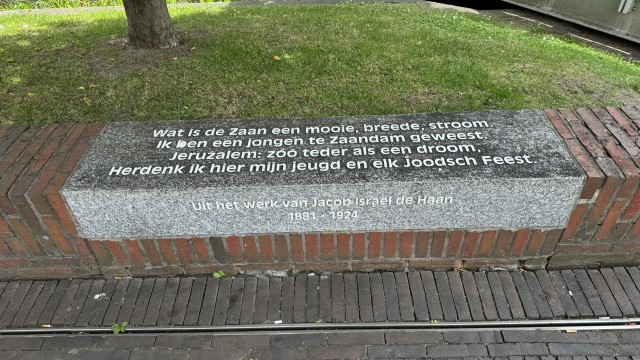 Wat is de Zaan een mooie, breede, stroom.
Ik ben een jongen te Zaandam geweest.
Jeruzalem: zóó teder als een droom,
Herdenk ik hier mijn jeugd en elk Joodsch Feest.
Uit het werk van Jacob Israël de Haan
1881 - 1924